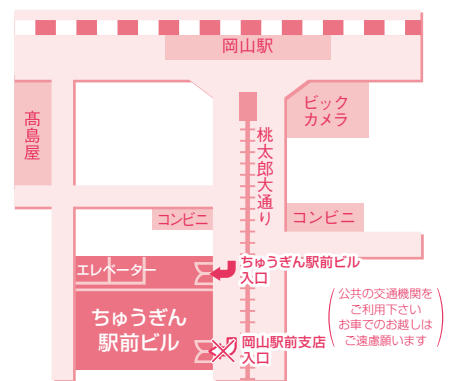 岡山駅
髙島屋
ビック
カメラ
桃太郎大通り
コンビニ
コンビニ
エレベーター
ちゅうぎん駅前ビル
入口
ちゅうぎん
駅前ビル
岡山駅前支店
入口
公共の交通機関を
ご利用下さい
お車でのお越しは
ご遠慮願います